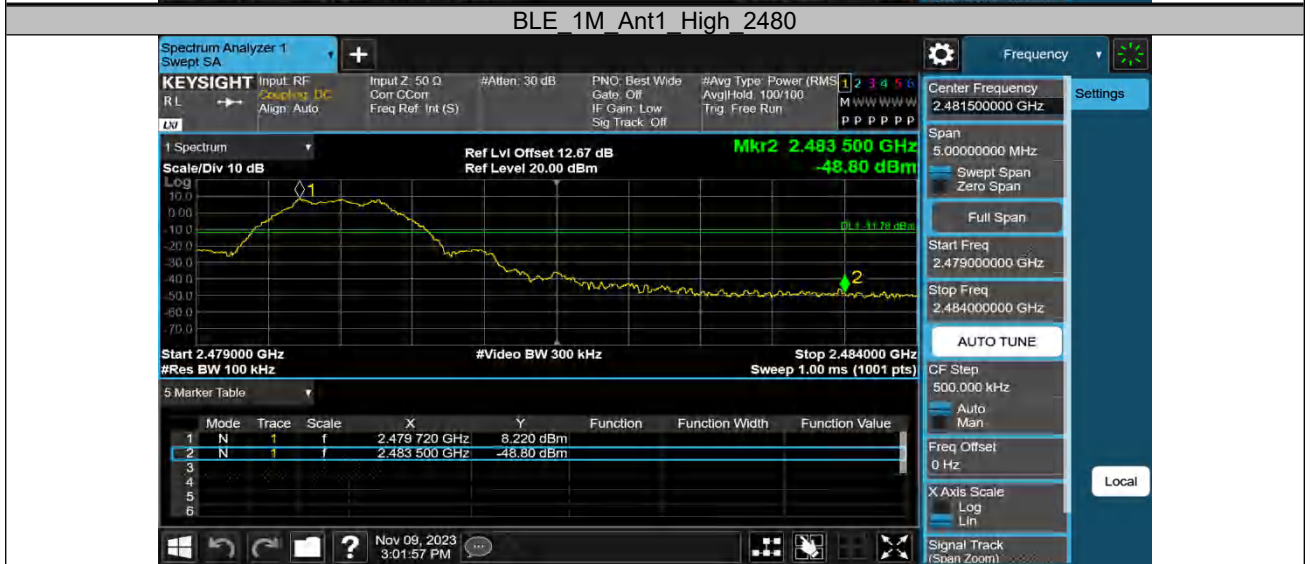 BLE_1M_Ant1_High_2480
Spectrum Analyzer 1
Swept SA
+
Frequency
KEYSIGHT
RL
LXI
Input: RF
Coupling: DC
Align: Auto
Input Z: 50 Ω
Corr CCorr
Freq Ref: Int (S)
#Atten: 30 dB
PNO: Best Wide
Gate: Off
IF Gain: Low
Sig Track: Off
#Avg Type: Power (RMS
Avg|Hold: 100/100
Trig: Free Run
1 2 3 4 5 6
M W W W W W
P P P P P P
Center Frequency
2.481500000 GHz
Settings
Span
5.00000000 MHz
Swept Span
Zero Span
Full Span
Start Freq
2.479000000 GHz
Stop Freq
2.484000000 GHz
AUTO TUNE
CF Step
500.000 kHz
Auto
Man
Freq Offset
0 Hz
X Axis Scale
Log
Lin
Signal Track
(Span Zoom)
Local
1 Spectrum
Scale/Div 10 dB
Ref Lvl Offset 12.67 dB
Ref Level 20.00 dBm
Mkr2 2.483 500 GHz
-48.80 dBm
Log
10.0
0.00
-10.0
-20.0
-30.0
-40.0
-50.0
-60.0
-70.0
1
DL1 -11.78 dBm
2
Start 2.479000 GHz
#Res BW 100 kHz
#Video BW 300 kHz
Stop 2.484000 GHz
Sweep 1.00 ms (1001 pts)
5 Marker Table
Mode Trace Scale X Y Function Function Width Function Value
1 N 1 f 2.479 720 GHz 8.220 dBm
2 N 1 f 2.483 500 GHz -48.80 dBm
3
4
5
6
?
Nov 09, 2023
3:01:57 PM